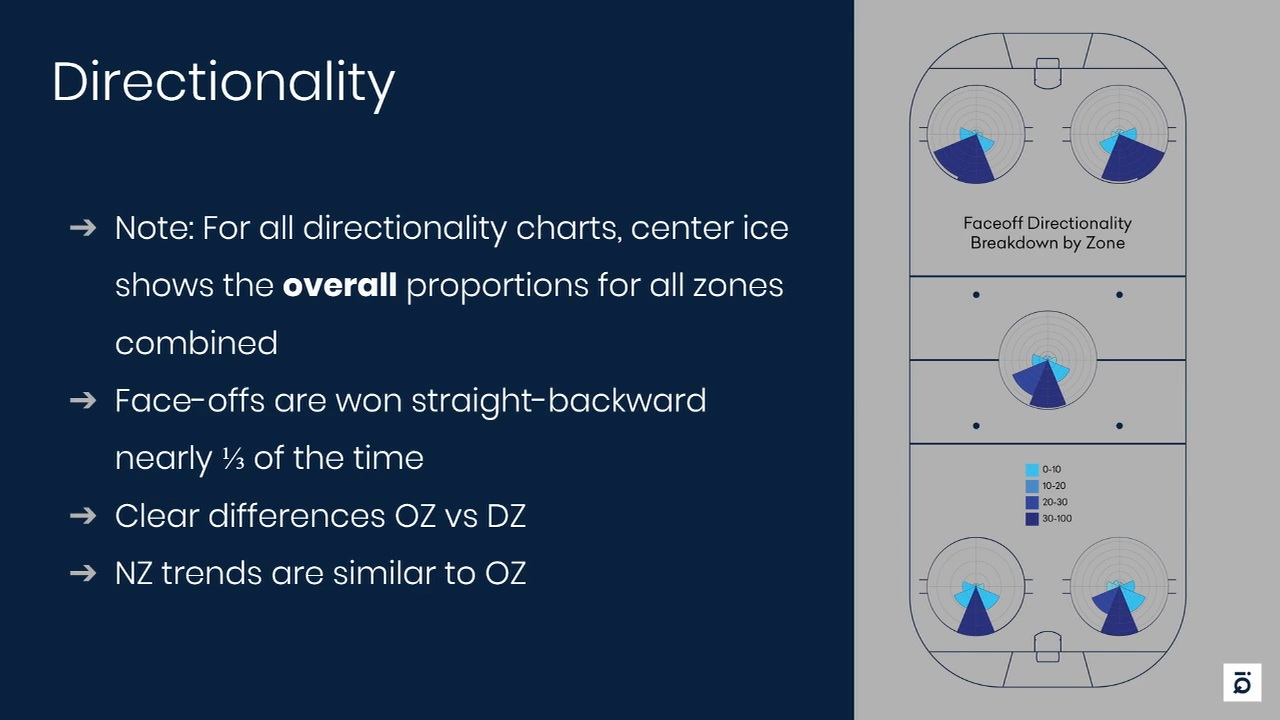 Directionality
➔ Note: For all directionality charts, center ice
shows the overall proportions for all zones
combined
➔ Face-offs are won straight-backward
nearly ⅓ of the time
➔ Clear differences OZ vs DZ
➔ NZ trends are similar to OZ
Faceoff Directionality
Breakdown by Zone
0-10
10-20
20-30
30-100